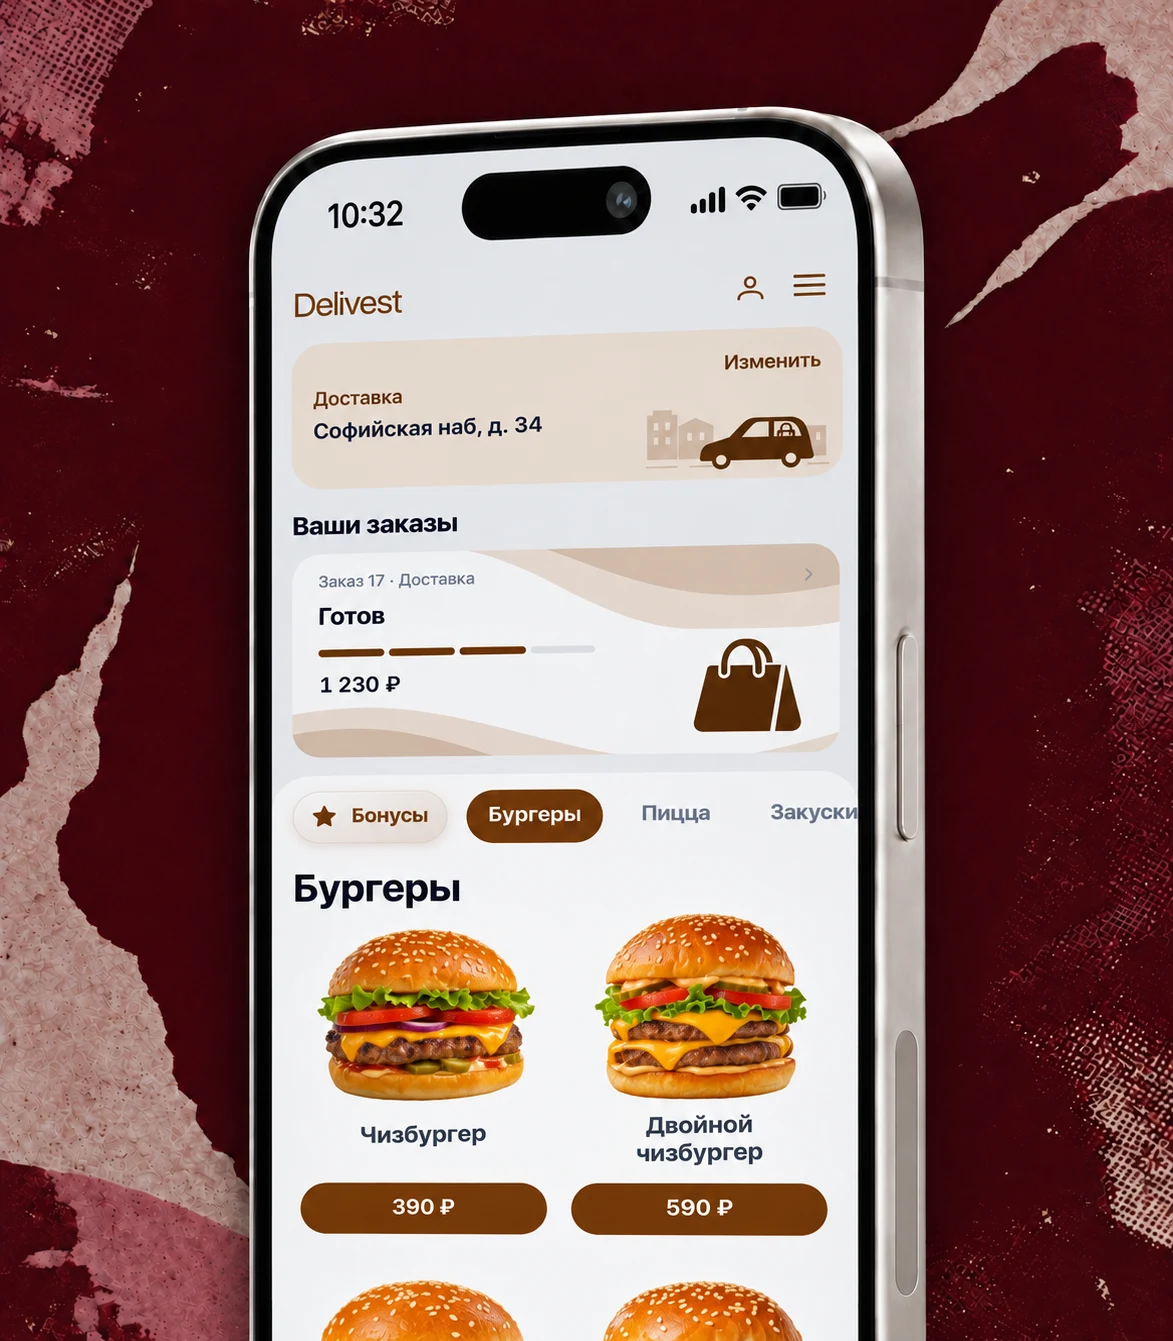 10:32
Delivest
Изменить
Доставка
Софийская наб, д. 34
Ваши заказы
Заказ 17 · Доставка
Готов
1 230 ₽
Бонусы
Бургеры
Пицца
Закуски
Бургеры
Чизбургер
Двойной
чизбургер
390 ₽
590 ₽